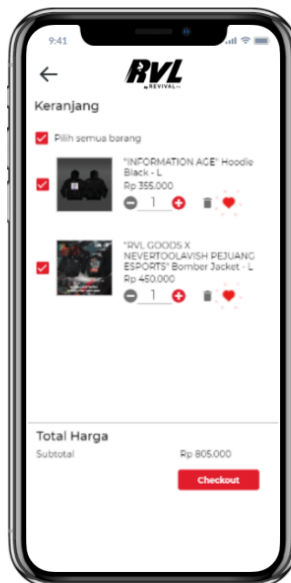 9:41
RVL
by REVIVAL
Keranjang
Pilih semua barang
"INFORMATION AGE" Hoodie
Black - L
Rp 355.000
1
"RVL GOODS X
NEVERTOOLAVISH PEJUANG
ESPORTS" Bomber Jacket - L
Rp 450.000
1
Total Harga
Subtotal Rp 805.000
Checkout